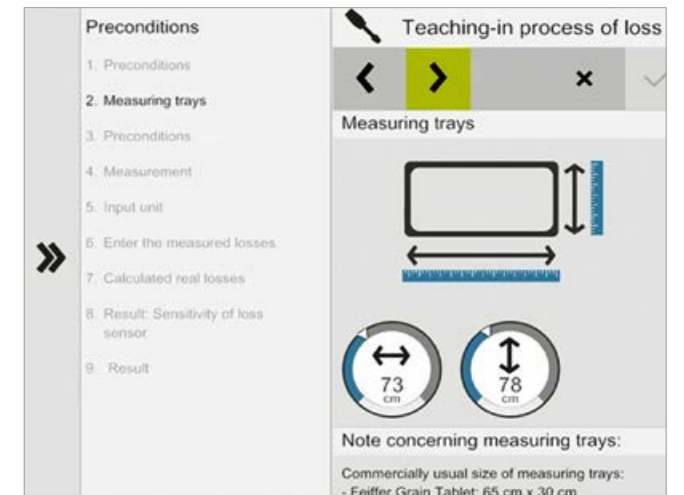 Preconditions
1. Preconditions
2. Measuring trays
3. Preconditions
4. Measurement
5. Input unit
6. Enter the measured losses
7. Calculated real losses
8. Result: Sensitivity of loss
sensor
9. Result
Teaching-in process of loss
Measuring trays
73
cm
78
cm
Note concerning measuring trays:
Commercially usual size of measuring trays:
- Feiffer Grain Tablet: 65 cm x 30 cm